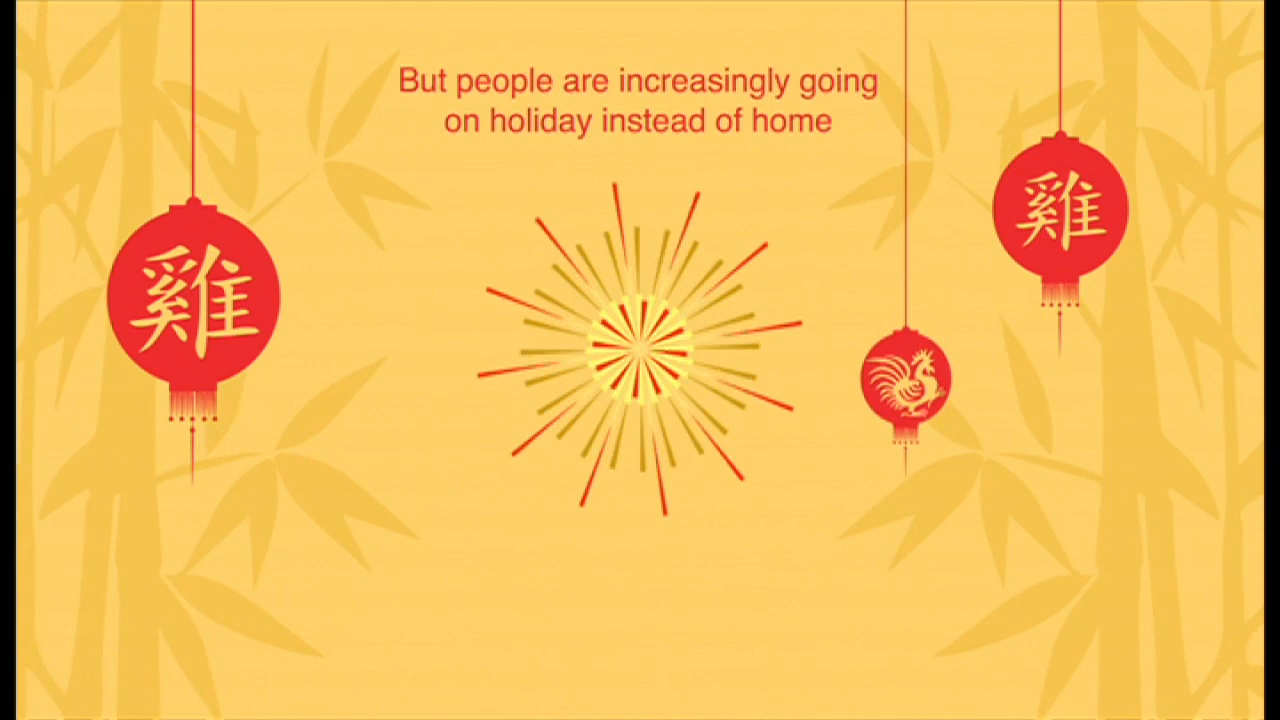 But people are increasingly going
on holiday instead of home
雞
雞